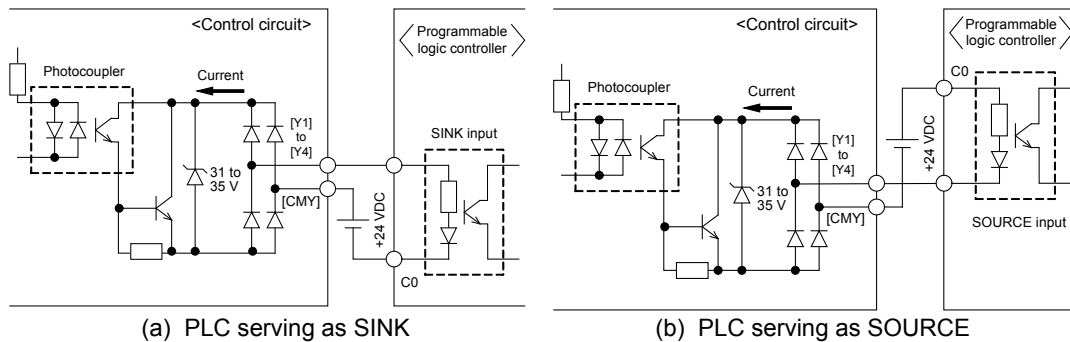 <Control circuit>
Programmable
logic controller
Photocoupler
Current
[Y1]
to
[Y4]
SINK input
31 to
35 V
[CMY]
+24 VDC
C0
(a) PLC serving as SINK
<Control circuit>
Programmable
logic controller
C0
Photocoupler
Current
+24 VDC
[Y1]
to
[Y4]
31 to
35 V
[CMY]
SOURCE input
(b) PLC serving as SOURCE